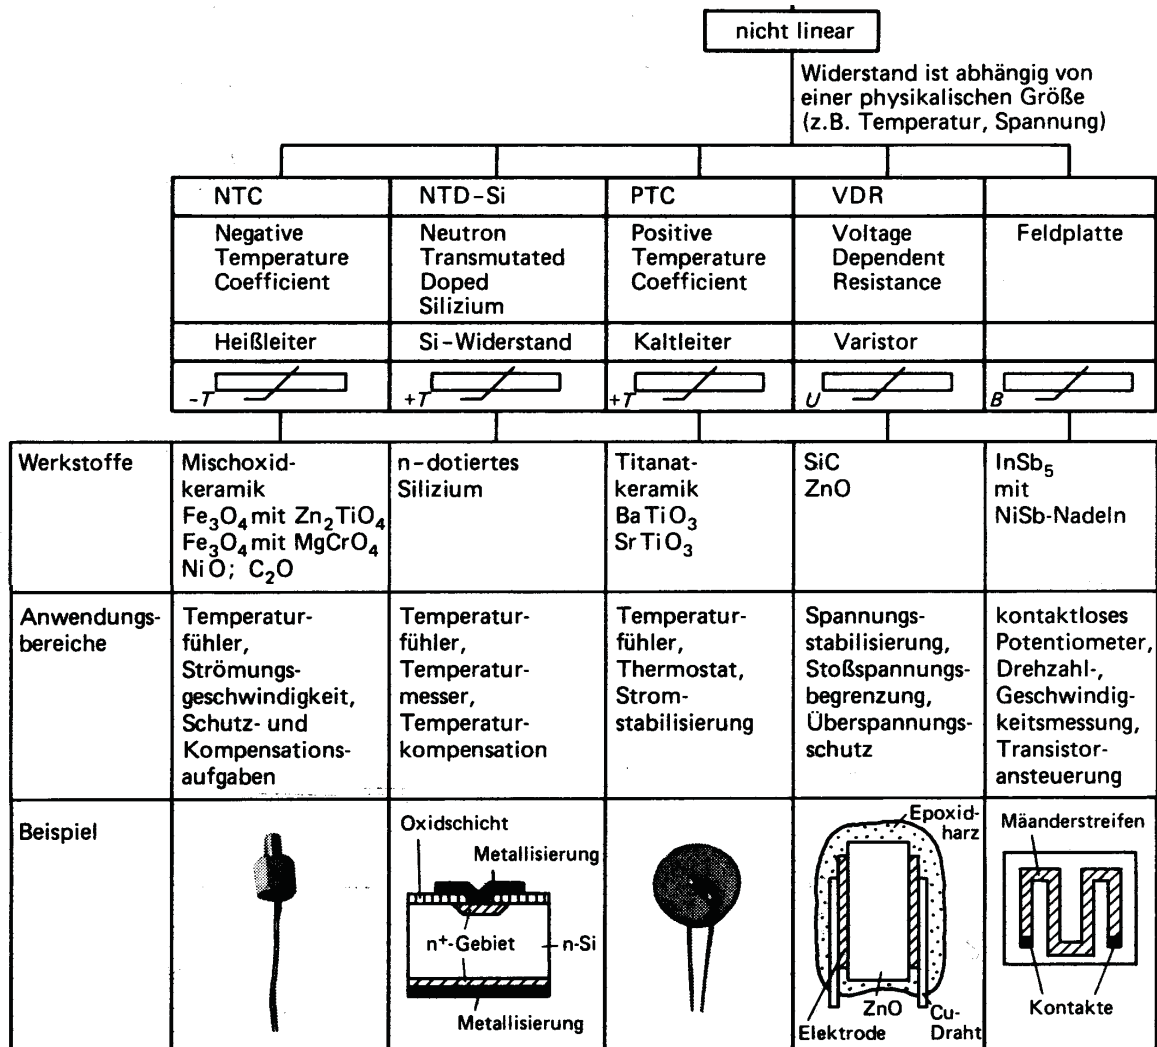 nicht linear
Widerstand ist abhängig von
einer physikalischen Größe
(z.B. Temperatur, Spannung)
NTC
NTD-Si
PTC
VDR
Negative
Temperature
Coefficient
Neutron
Transmutated
Doped
Silizium
Positive
Temperature
Coefficient
Voltage
Dependent
Resistance
Feldplatte
Heißleiter
Si-Widerstand
Kaltleiter
Varistor
-T
+T
+T
U
B
Werkstoffe
Mischoxid-
keramik
Fe₃O₄ mit Zn₂TiO₄
Fe₃O₄ mit MgCrO₄
NiO; C₂O
n-dotiertes
Silizium
Titanat-
keramik
BaTiO₃
SrTiO₃
SiC
ZnO
InSb₅
mit
NiSb-Nadeln
Anwendungs-
bereiche
Temperatur-
fühler,
Strömungs-
geschwindigkeit,
Schutz- und
Kompensations-
aufgaben
Temperatur-
fühler,
Temperatur-
messer,
Temperatur-
kompensation
Temperatur-
fühler,
Thermostat,
Strom-
stabilisierung
Spannungs-
stabilisierung,
Stoßspannungs-
begrenzung,
Überspannungs-
schutz
kontaktloses
Potentiometer,
Drehzahl-,
Geschwindig-
keitsmessung,
Transistor-
ansteuerung
Beispiel
Oxidschicht
Metallisierung
n⁺-Gebiet
n-Si
Metallisierung
Epoxid-
harz
ZnO
Elektrode
Cu-
Draht
Mäanderstreifen
Kontakte